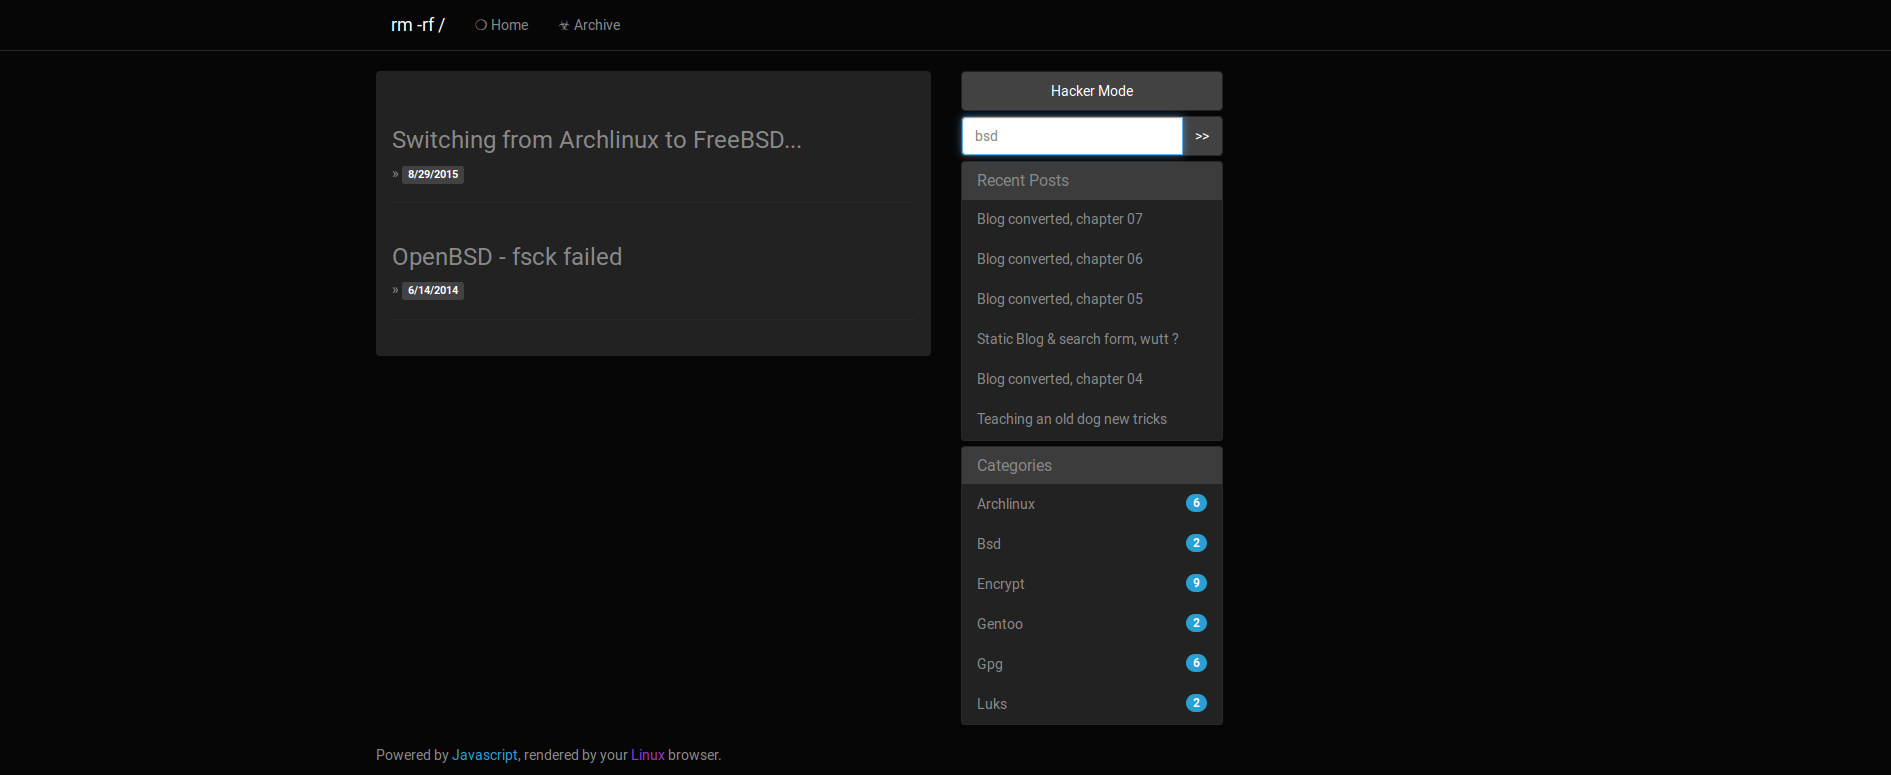 rm -rf /
❍ Home
☣ Archive
Switching from Archlinux to FreeBSD...
» 8/29/2015
OpenBSD - fsck failed
» 6/14/2014
Hacker Mode
bsd
>>
Recent Posts
Blog converted, chapter 07
Blog converted, chapter 06
Blog converted, chapter 05
Static Blog & search form, wutt ?
Blog converted, chapter 04
Teaching an old dog new tricks
Categories
Archlinux 6
Bsd 2
Encrypt 9
Gentoo 2
Gpg 6
Luks 2
Powered by Javascript, rendered by your Linux browser.